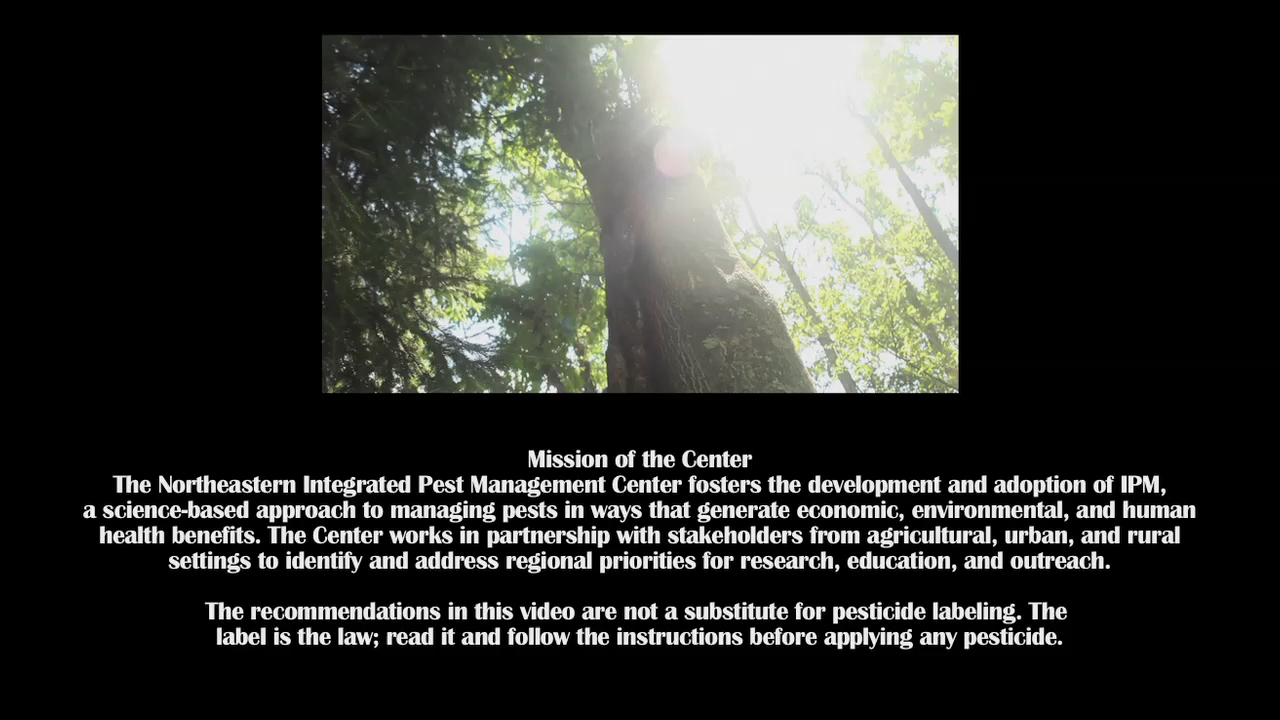 Mission of the Center
The Northeastern Integrated Pest Management Center fosters the development and adoption of IPM,
a science-based approach to managing pests in ways that generate economic, environmental, and human
health benefits. The Center works in partnership with stakeholders from agricultural, urban, and rural
settings to identify and address regional priorities for research, education, and outreach.
The recommendations in this video are not a substitute for pesticide labeling. The
label is the law; read it and follow the instructions before applying any pesticide.